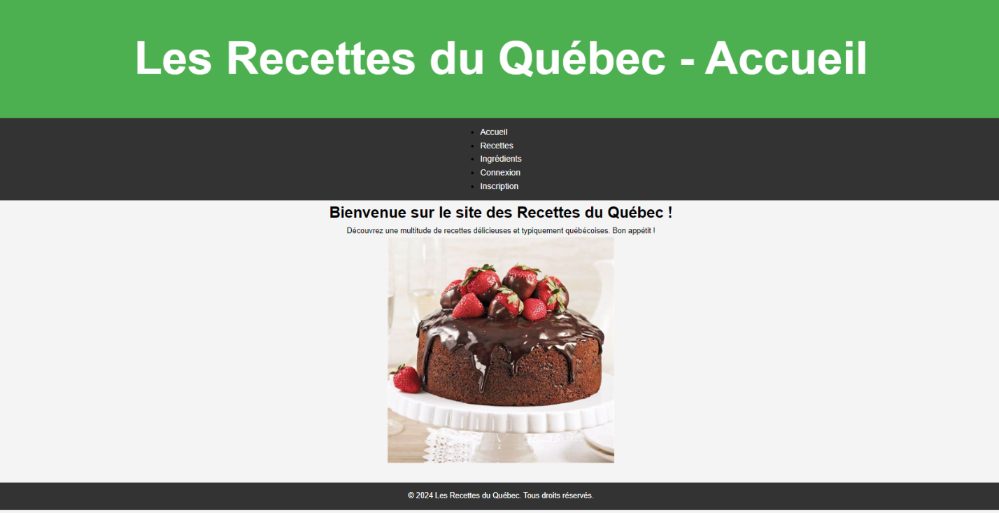 Les Recettes du Québec - Accueil
Accueil
Recettes
Ingrédients
Connexion
Inscription
Bienvenue sur le site des Recettes du Québec !
Découvrez une multitude de recettes délicieuses et typiquement québécoises. Bon appétit !
© 2024 Les Recettes du Québec. Tous droits réservés.